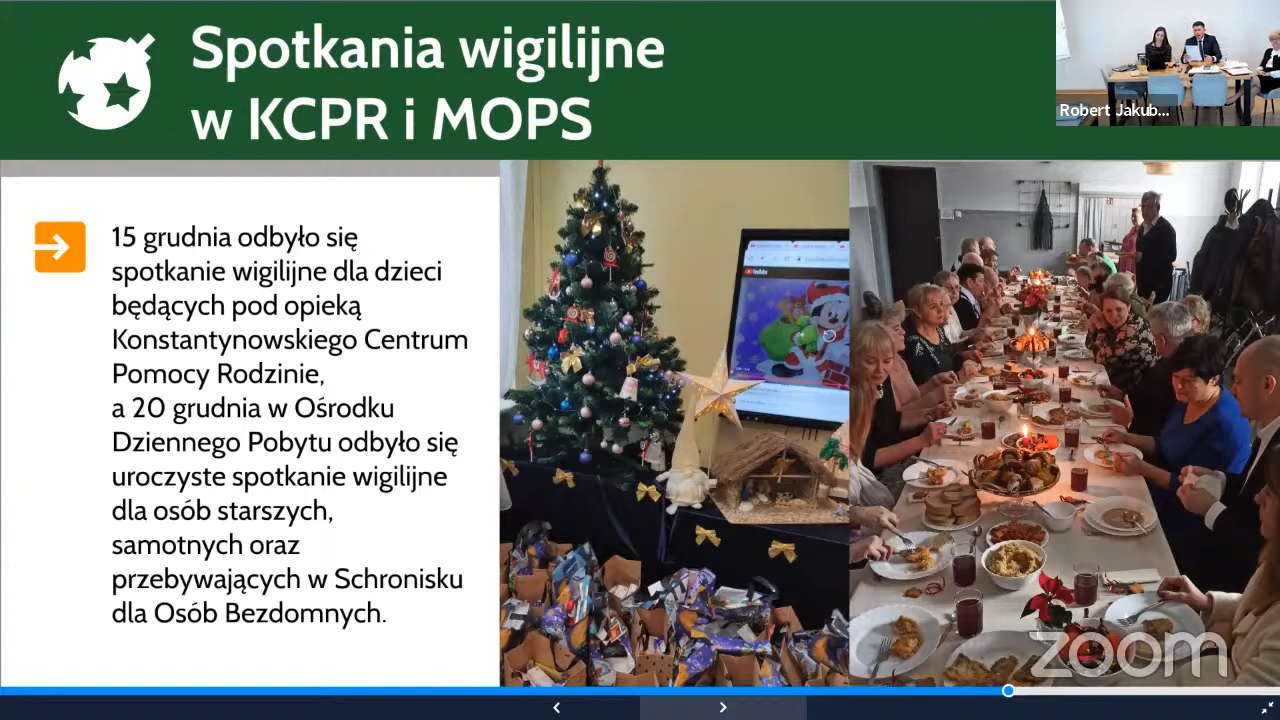 Spotkania wigilijne
w KCPR i MOPS
Robert Jakub...
15 grudnia odbyło się
spotkanie wigilijne dla dzieci
będących pod opieką
Konstantynowskiego Centrum
Pomocy Rodzinie,
a 20 grudnia w Ośrodku
Dziennego Pobytu odbyło się
uroczyste spotkanie wigilijne
dla osób starszych,
samotnych oraz
przebywających w Schronisku
dla Osób Bezdomnych.
zoom